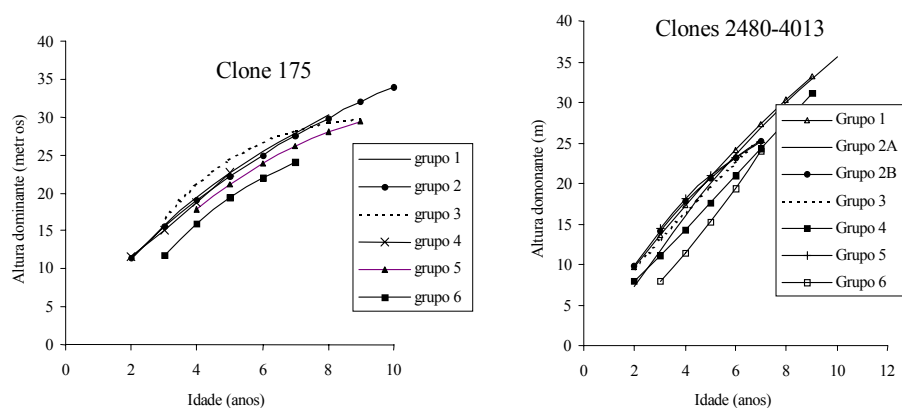 Clone 175
Altura dominante (metros)
40
35
30
25
20
15
10
5
0
0 2 4 6 8 10
Idade (anos)
grupo 1
grupo 2
grupo 3
grupo 4
grupo 5
grupo 6
Clones 2480-4013
Altura domonante (m)
40
35
30
25
20
15
10
5
0
0 2 4 6 8 10 12
Idade (anos)
Grupo 1
Grupo 2A
Grupo 2B
Grupo 3
Grupo 4
Grupo 5
Grupo 6